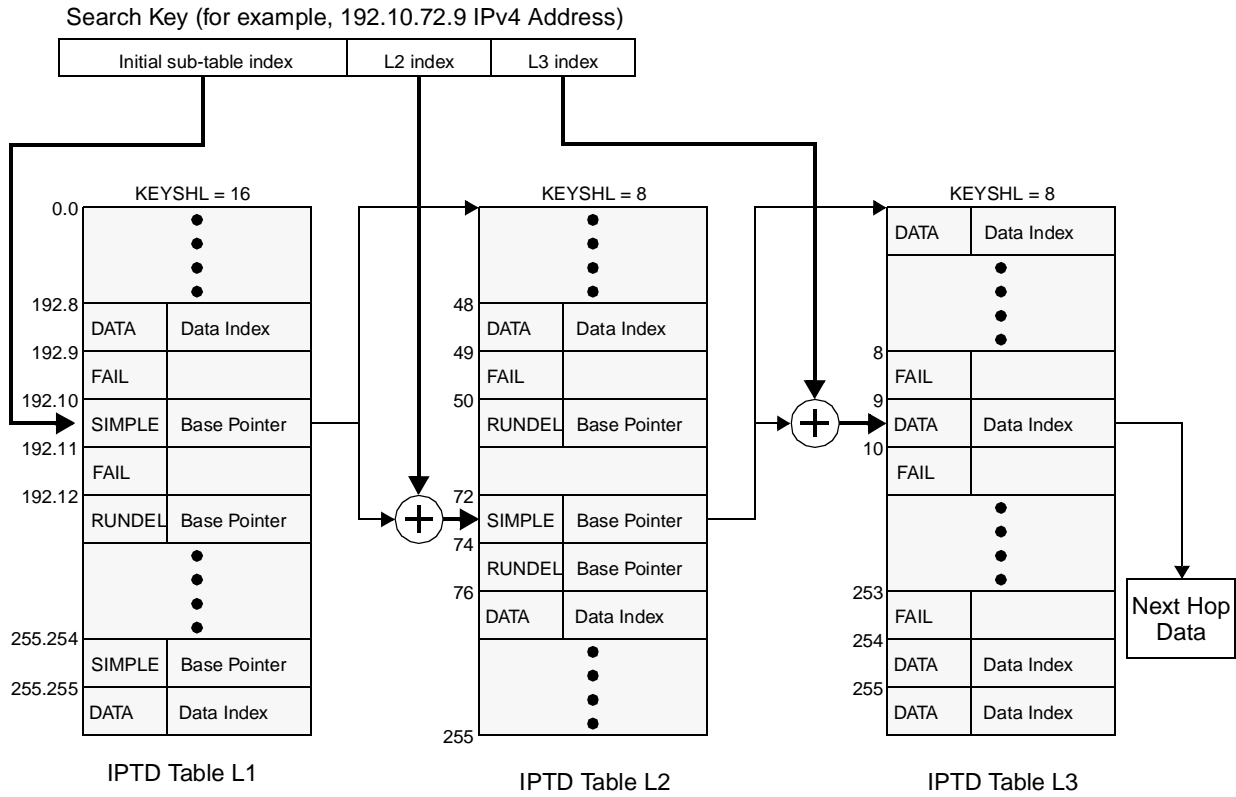 Search Key (for example, 192.10.72.9 IPv4 Address)
Initial sub-table index L2 index L3 index
KEYSHL = 16
0.0
192.8
DATA Data Index
192.9
FAIL
192.10
SIMPLE Base Pointer
192.11
FAIL
192.12
RUNDEL Base Pointer
255.254
SIMPLE Base Pointer
255.255
DATA Data Index
IPTD Table L1
KEYSHL = 8
48
DATA Data Index
49
FAIL
50
RUNDEL Base Pointer
72
SIMPLE Base Pointer
74
RUNDEL Base Pointer
76
DATA Data Index
255
IPTD Table L2
KEYSHL = 8
DATA Data Index
8
FAIL
9
DATA Data Index
10
FAIL
253
FAIL
254
DATA Data Index
255
DATA Data Index
IPTD Table L3
Next Hop
Data